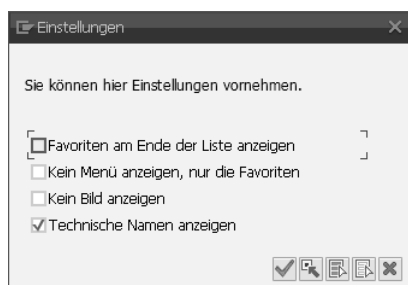 Einstellungen
Sie können hier Einstellungen vornehmen.
Favoriten am Ende der Liste anzeigen
Kein Menü anzeigen, nur die Favoriten
Kein Bild anzeigen
Technische Namen anzeigen